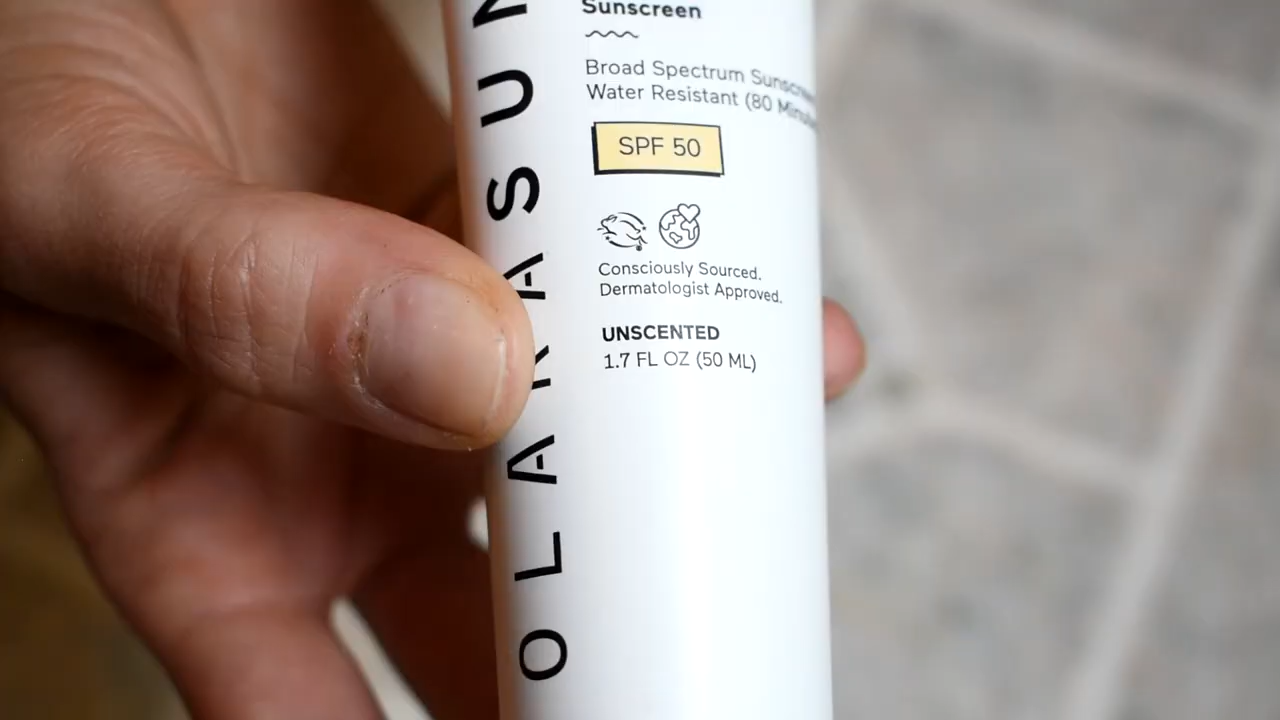 Sunscreen
Broad Spectrum
Water Resistant (80
SPF 50
Consciously Sourced.
Dermatologist Approved.
UNSCENTED
1.7 FL OZ (50 ML)